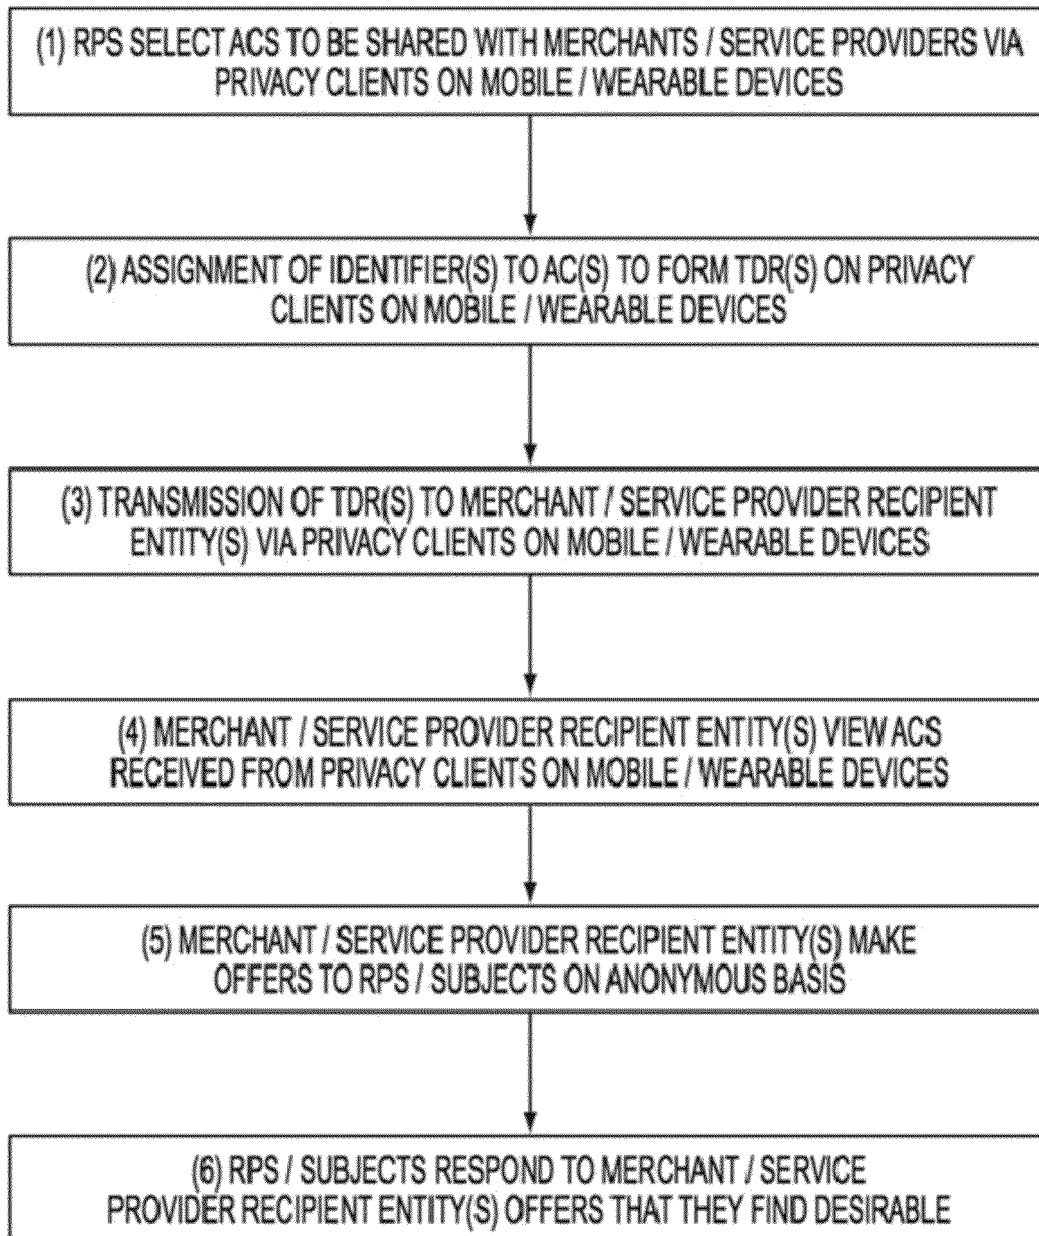 (1) RPS SELECT ACS TO BE SHARED WITH MERCHANTS / SERVICE PROVIDERS VIA
PRIVACY CLIENTS ON MOBILE / WEARABLE DEVICES
(2) ASSIGNMENT OF IDENTIFIER(S) TO AC(S) TO FORM TDR(S) ON PRIVACY
CLIENTS ON MOBILE / WEARABLE DEVICES
(3) TRANSMISSION OF TDR(S) TO MERCHANT / SERVICE PROVIDER RECIPIENT
ENTITY(S) VIA PRIVACY CLIENTS ON MOBILE / WEARABLE DEVICES
(4) MERCHANT / SERVICE PROVIDER RECIPIENT ENTITY(S) VIEW ACS
RECEIVED FROM PRIVACY CLIENTS ON MOBILE / WEARABLE DEVICES
(5) MERCHANT / SERVICE PROVIDER RECIPIENT ENTITY(S) MAKE
OFFERS TO RPS / SUBJECTS ON ANONYMOUS BASIS
(6) RPS / SUBJECTS RESPOND TO MERCHANT / SERVICE
PROVIDER RECIPIENT ENTITY(S) OFFERS THAT THEY FIND DESIRABLE